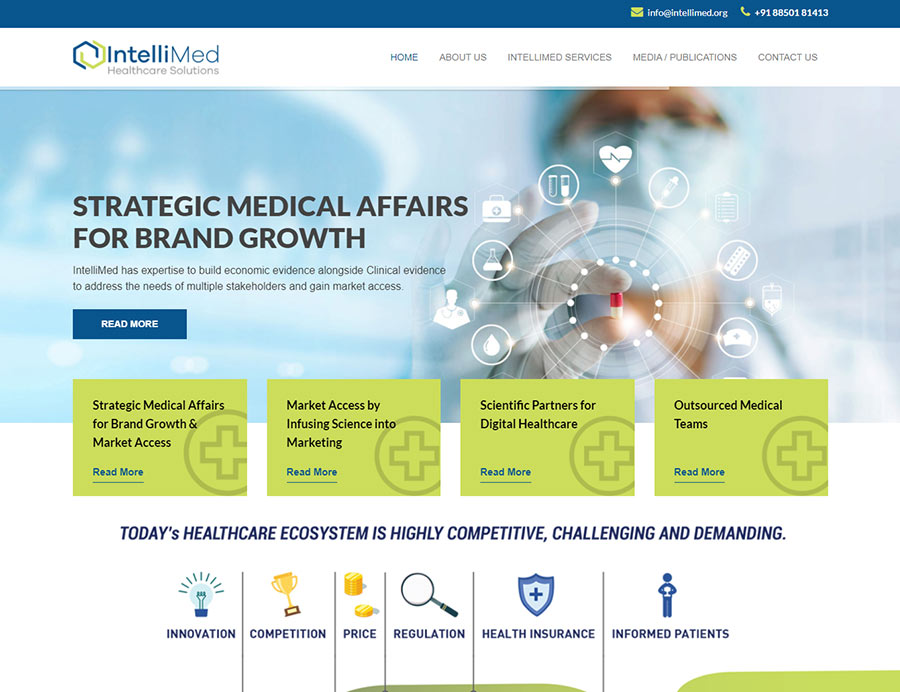 info@intellimed.org
+91 88501 81413
IntelliMed
Healthcare Solutions
HOME
ABOUT US
INTELLIMED SERVICES
MEDIA / PUBLICATIONS
CONTACT US
STRATEGIC MEDICAL AFFAIRS
FOR BRAND GROWTH
IntelliMed has expertise to build economic evidence alongside Clinical evidence
to address the needs of multiple stakeholders and gain market access.
READ MORE
Strategic Medical Affairs
for Brand Growth &
Market Access
Read More
Market Access by
Infusing Science into
Marketing
Read More
Scientific Partners for
Digital Healthcare
Read More
Outsourced Medical
Teams
Read More
TODAY's HEALTHCARE ECOSYSTEM IS HIGHLY COMPETITIVE, CHALLENGING AND DEMANDING.
INNOVATION
COMPETITION
PRICE
REGULATION
HEALTH INSURANCE
INFORMED PATIENTS